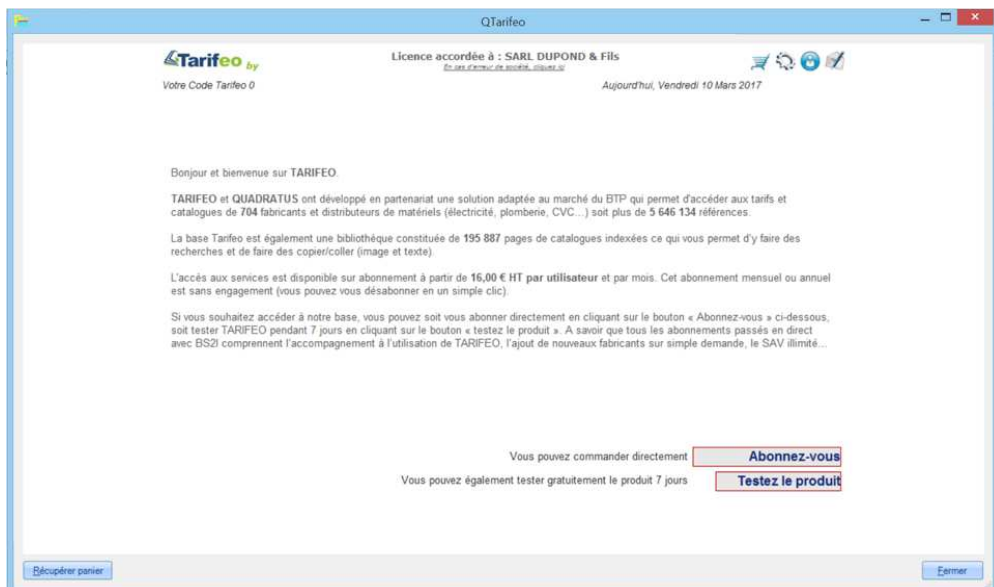 QTarifeo
Tarifeo by
Licence accordée à : SARL DUPOND & Fils
En cas d'erreur de société, cliquez ici
Votre Code Tarifeo 0
Aujourd'hui, Vendredi 10 Mars 2017
Bonjour et bienvenue sur TARIFEO.
TARIFEO et QUADRATUS ont développé en partenariat une solution adaptée au marché du BTP qui permet d'accéder aux tarifs et
catalogues de 704 fabricants et distributeurs de matériels (électricité, plomberie, CVC...) soit plus de 5 646 134 références.
La base Tarifeo est également une bibliothèque constituée de 195 887 pages de catalogues indexées ce qui vous permet d'y faire des
recherches et de faire des copier/coller (image et texte).
L'accès aux services est disponible sur abonnement à partir de 16,00 € HT par utilisateur et par mois. Cet abonnement mensuel ou annuel
est sans engagement (vous pouvez vous désabonner en un simple clic).
Si vous souhaitez accéder à notre base, vous pouvez soit vous abonner directement en cliquant sur le bouton « Abonnez-vous » ci-dessous,
soit tester TARIFEO pendant 7 jours en cliquant sur le bouton « testez le produit ». A savoir que tous les abonnements passés en direct
avec BS2I comprennent l'accompagnement à l'utilisation de TARIFEO, l'ajout de nouveaux fabricants sur simple demande, le SAV illimité...
Vous pouvez commander directement
Abonnez-vous
Vous pouvez également tester gratuitement le produit 7 jours
Testez le produit
Récupérer panier
Fermer